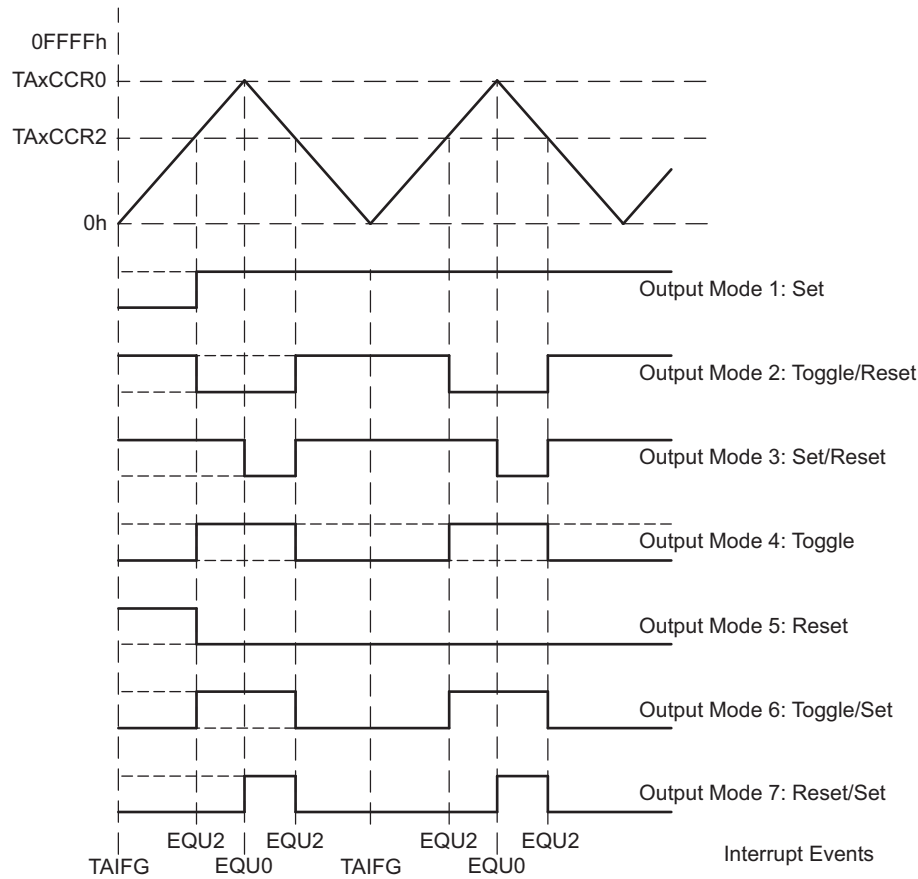 0FFFFh
TAxCCR0
TAxCCR2
0h
Output Mode 1: Set
Output Mode 2: Toggle/Reset
Output Mode 3: Set/Reset
Output Mode 4: Toggle
Output Mode 5: Reset
Output Mode 6: Toggle/Set
Output Mode 7: Reset/Set
EQU2 EQU2 EQU2 EQU2
TAIFG EQU0 TAIFG EQU0 Interrupt Events